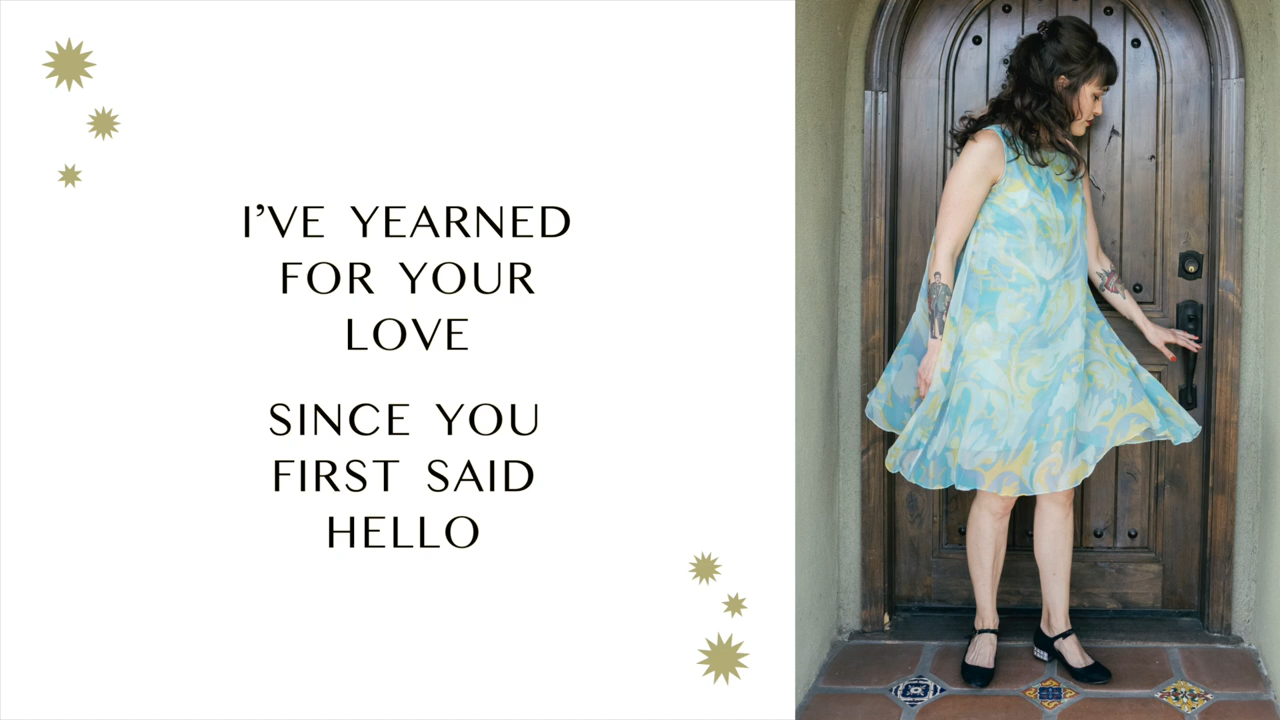 I’VE YEARNED
FOR YOUR
LOVE
SINCE YOU
FIRST SAID
HELLO